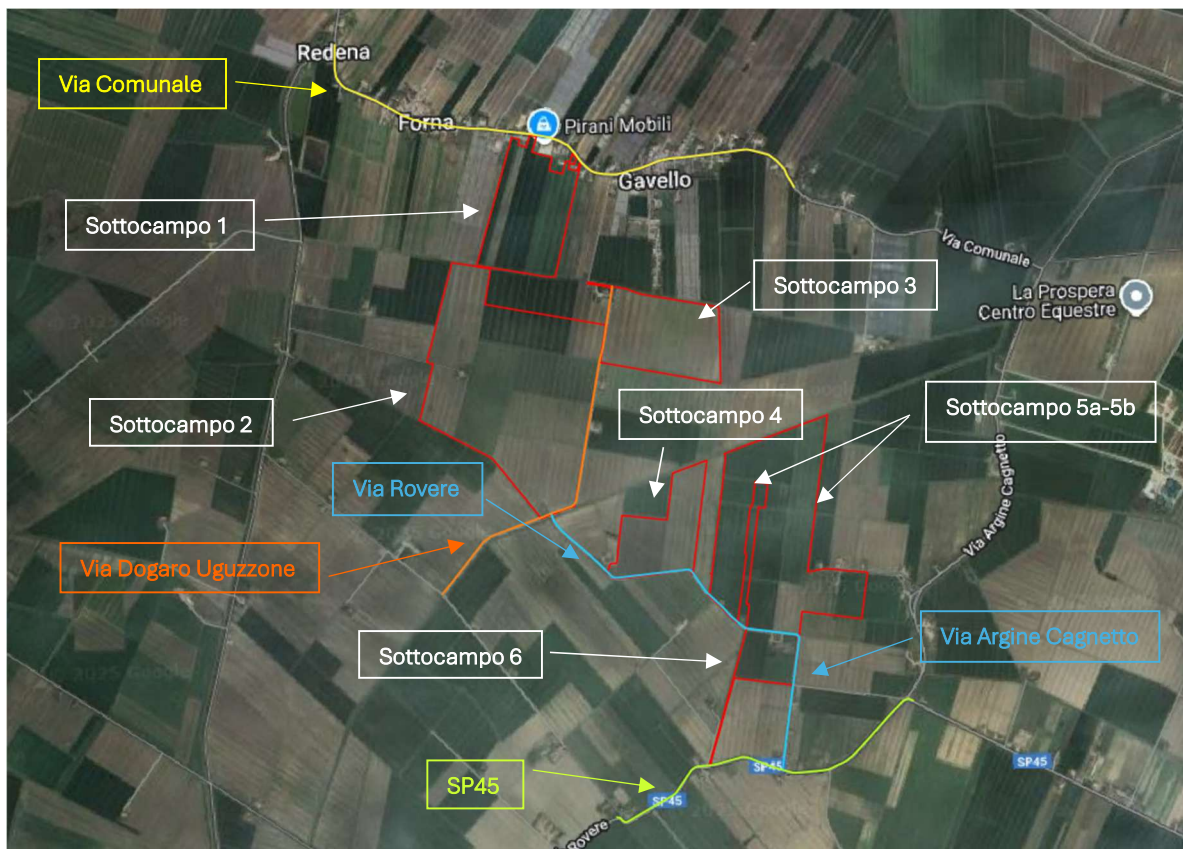 Redena
Via Comunale
Forna
Pirani Mobili
Gavello
Sottocampo 1
Via Comunale
Sottocampo 3
La Prospera
Centro Equestre
Sottocampo 2
Sottocampo 4
Sottocampo 5a-5b
Via Rovere
Via Argine Cagnetto
Via Dogaro Uguzzone
Via Argine Cagnetto
Sottocampo 6
SP45
SP45
SP45
SP45
Rovere